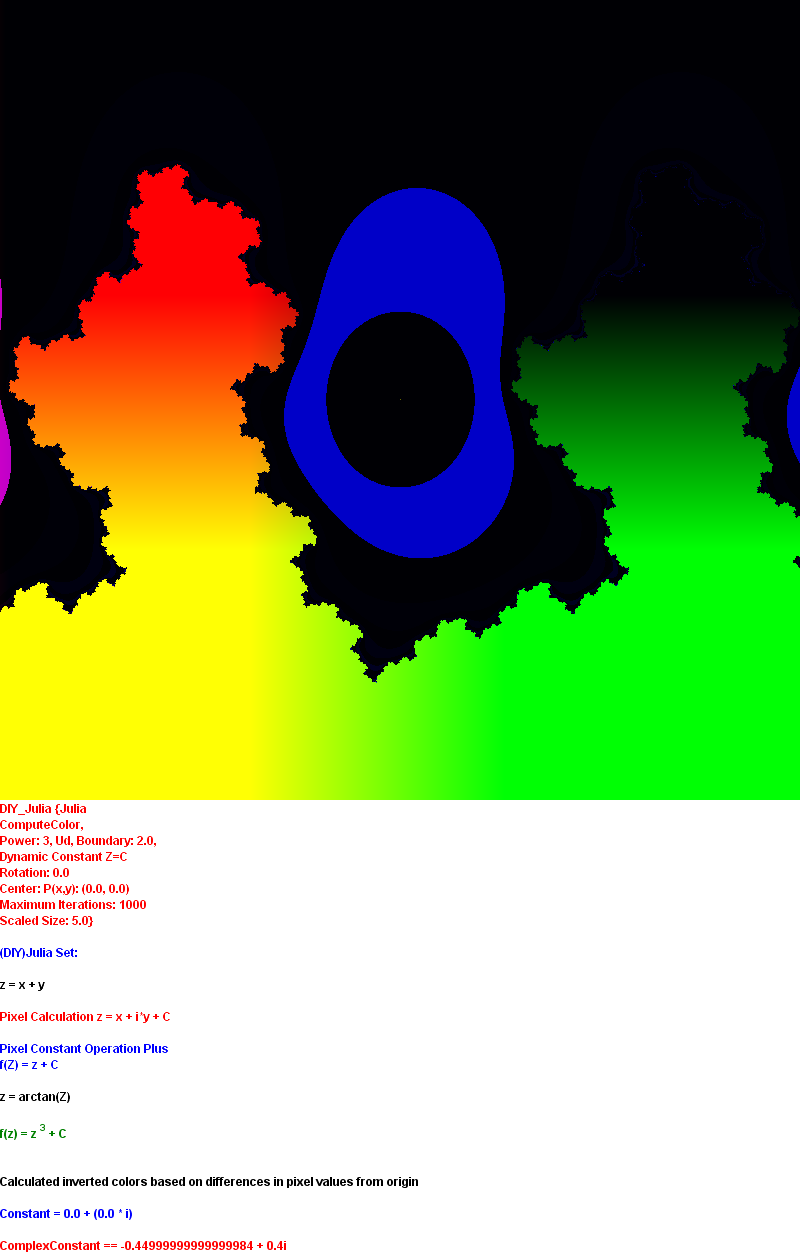 DIY_Julia {Julia
ComputeColor,
Power: 3, Ud, Boundary: 2.0,
Dynamic Constant Z=C
Rotation: 0.0
Center: P(x,y): (0.0, 0.0)
Maximum Iterations: 1000
Scaled Size: 5.0}
(DIY)Julia Set:
z = x + y
Pixel Calculation z = x + i*y + C
Pixel Constant Operation Plus
f(Z) = z + C
z = arctan(Z)
f(z) = z 3 + C
Calculated inverted colors based on differences in pixel values from origin
Constant = 0.0 + (0.0 * i)
ComplexConstant == -0.44999999999999984 + 0.4i